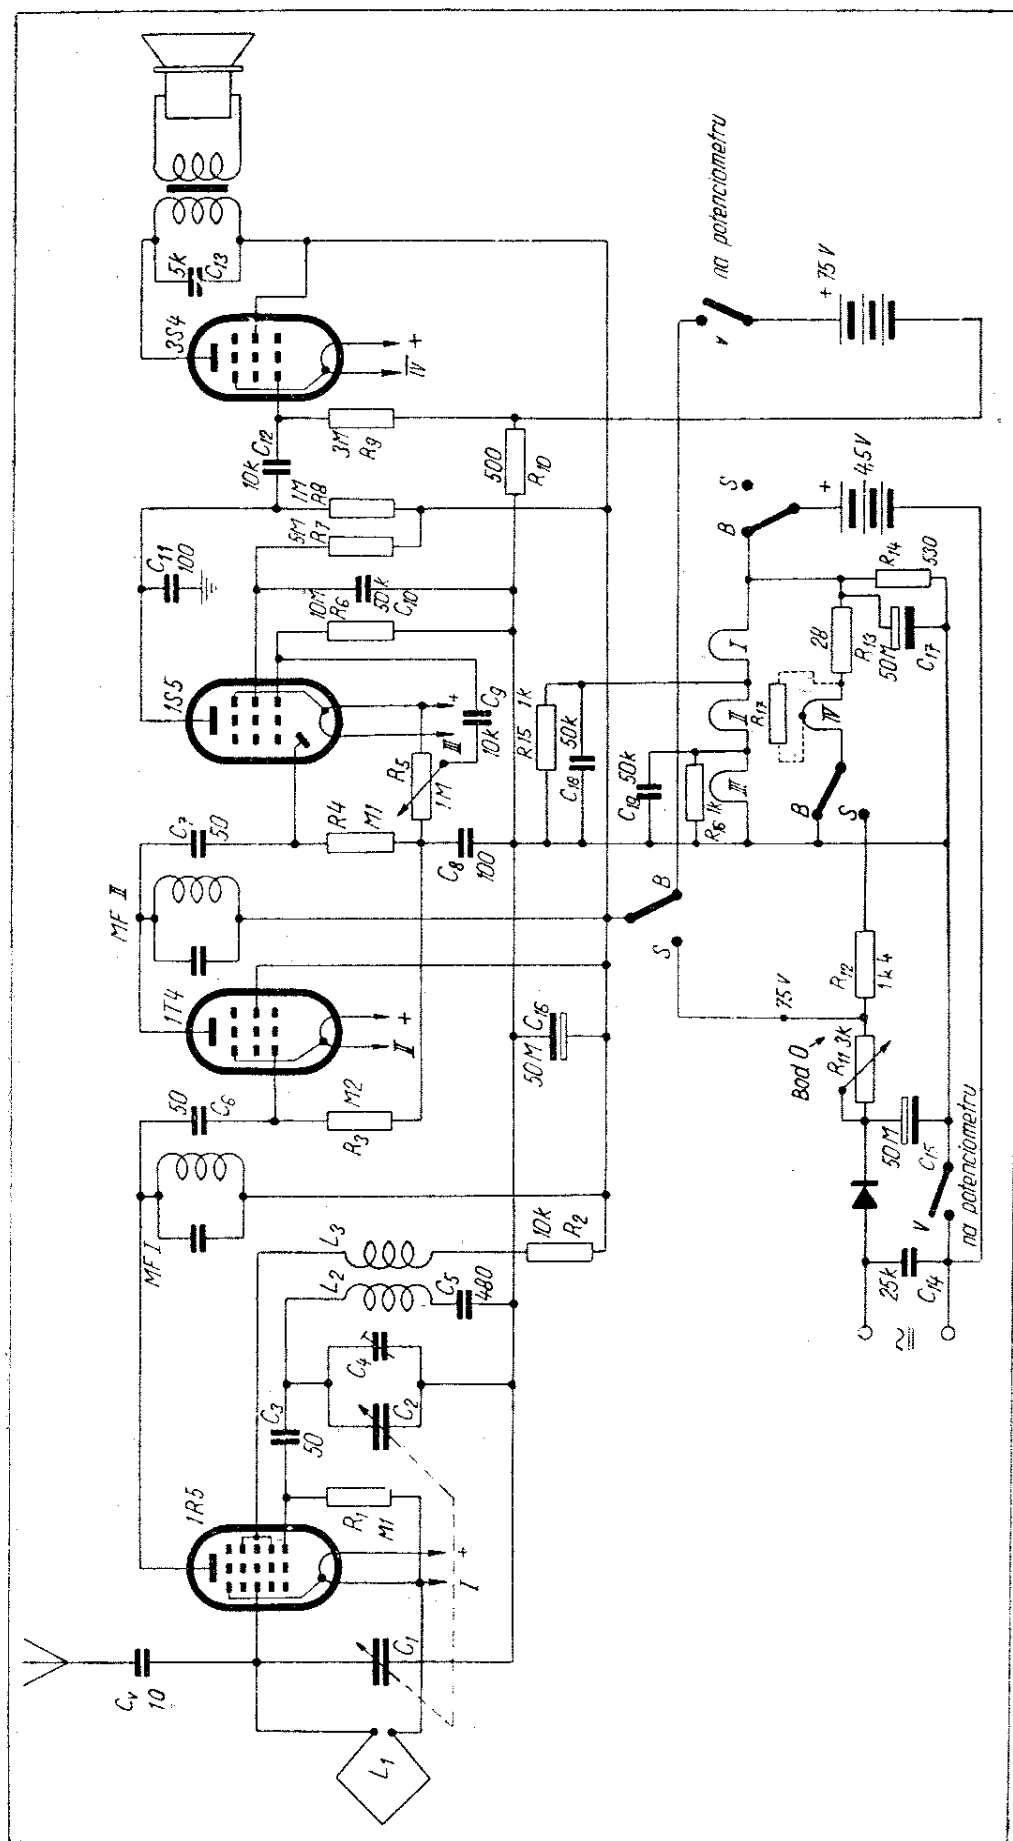 Cv
10
L1
C1
1R5
I
+
R1
M1
C3
50
C2
C4
L2
L3
C5
480
10k
R2
MF I
50
C6
R3
M2
1T4
II
+
50M
C16
MF II
C7
50
R4
M1
C8
100
R5
1M
1S5
III
+
C9
10k
10M
R6
50k
C10
5M
R7
1M
R8
C11
100
10k
C12
3M
R9
500
R10
3S4
IV
+
5k
C13
na potenciometru
V
+ 75 V
S
B
+
4,5V
S
B
R15
1k
C18
50k
C19
50k
R16
1k
III
II
I
R17
IV
28
R13
50M
C17
R14
530
B
S
75V
R12
1k4
Bod O
R11 3k
50M
C15
25k
C14
V
na potenciometru
≂